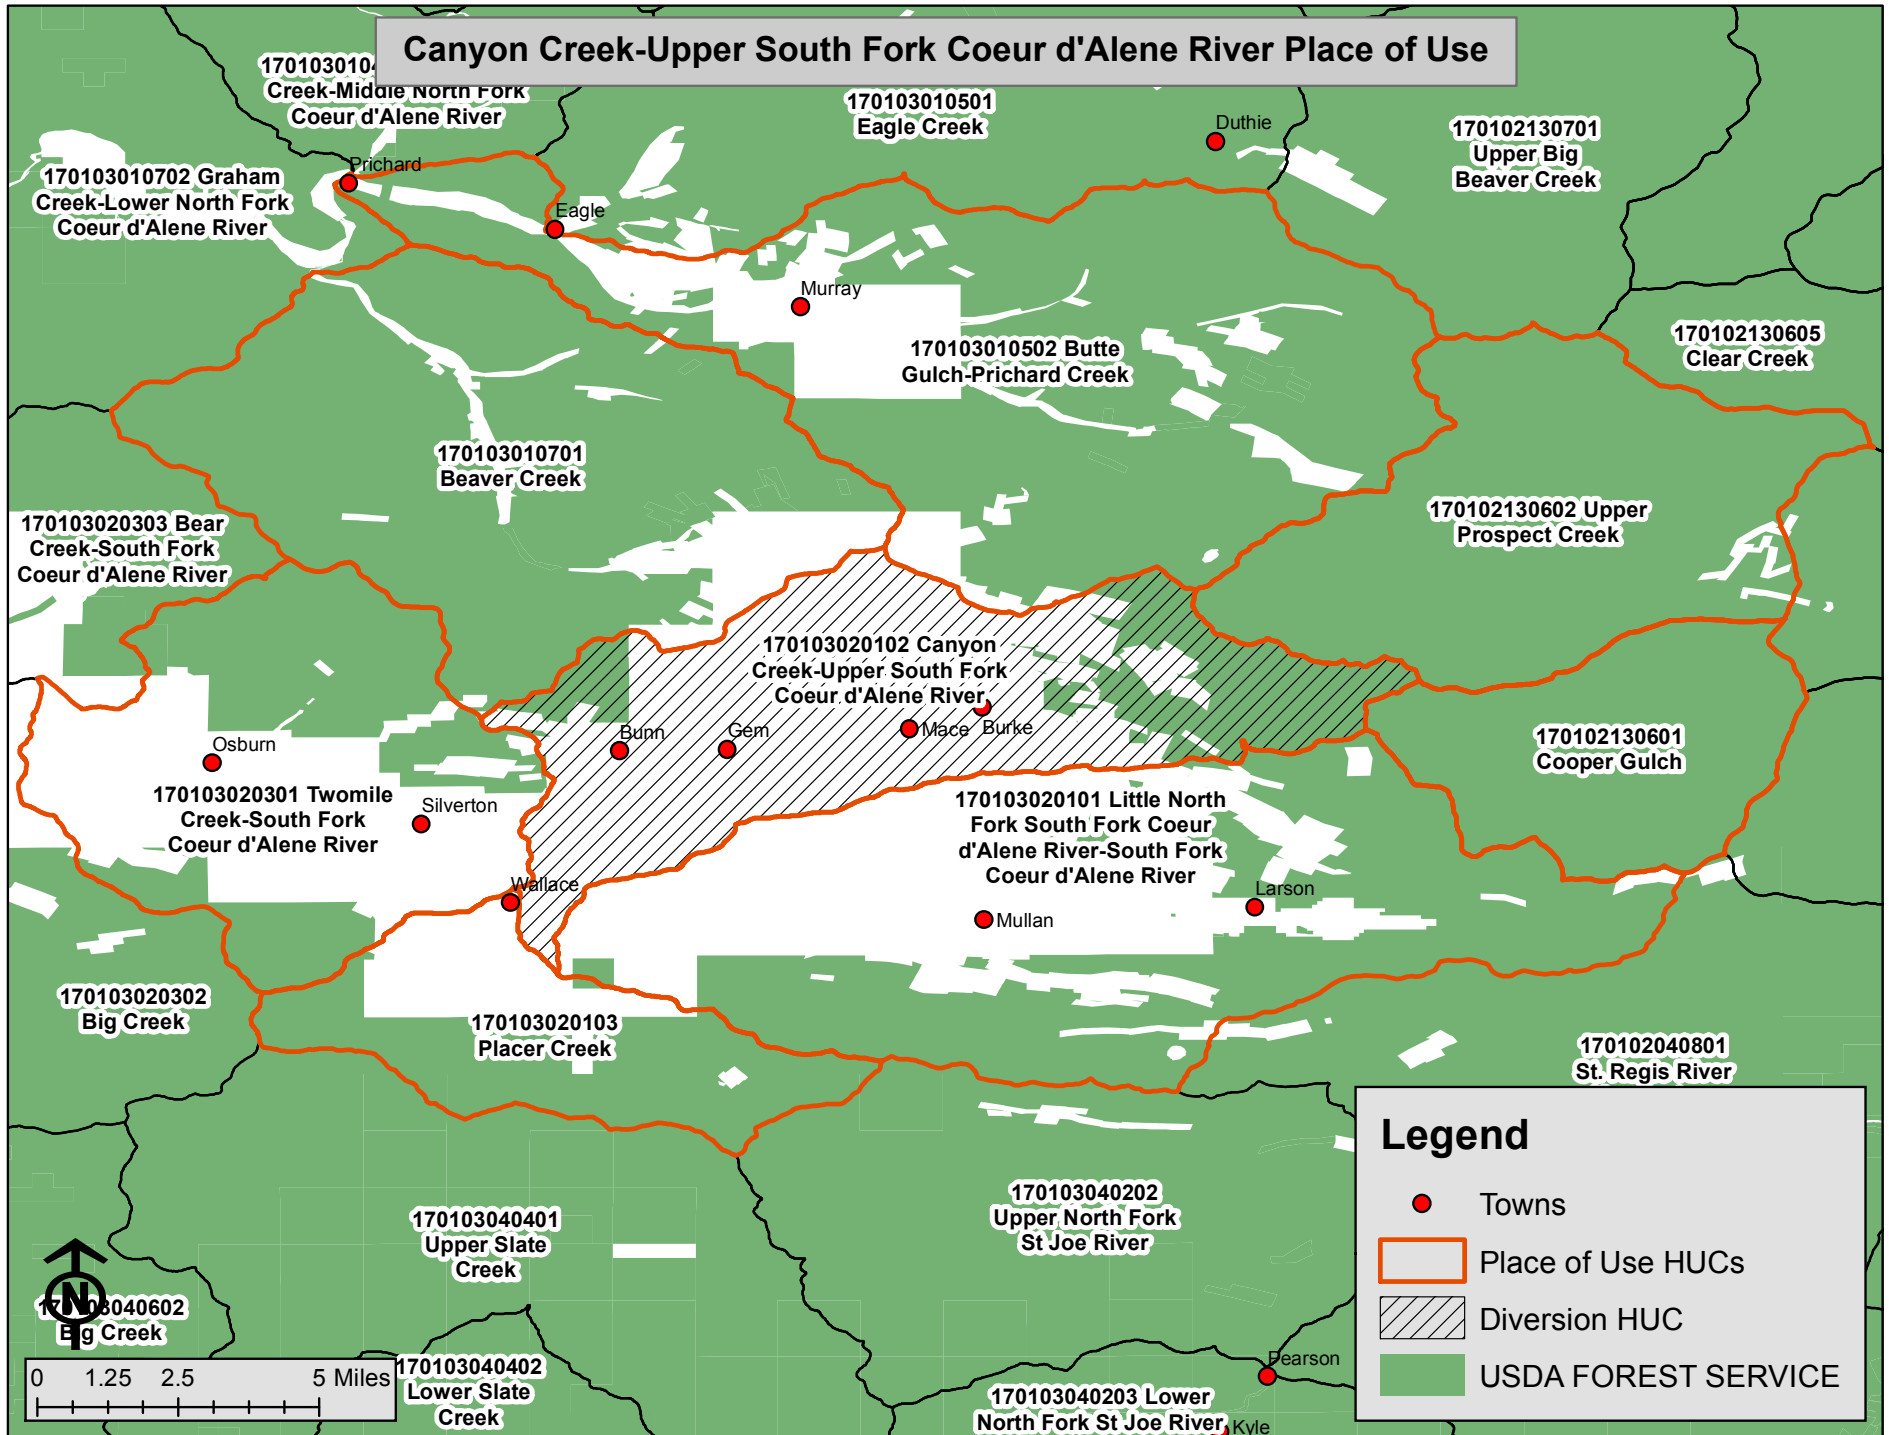 Canyon Creek-Upper South Fork Coeur d'Alene River Place of Use
1701030104
Creek-Middle North Fork
Coeur d'Alene River
170103010501
Eagle Creek
Duthie
170102130701
Upper Big
Beaver Creek
Prichard
170103010702 Graham
Creek-Lower North Fork
Coeur d'Alene River
Eagle
Murray
170103010502 Butte
Gulch-Prichard Creek
170102130605
Clear Creek
170103010701
Beaver Creek
170103020303 Bear
Creek-South Fork
Coeur d'Alene River
170102130602 Upper
Prospect Creek
170103020102 Canyon
Creek-Upper South Fork
Coeur d'Alene River
Bunn
Gem
Mace
Burke
170102130601
Cooper Gulch
Osburn
170103020301 Twomile
Creek-South Fork
Coeur d'Alene River
Silverton
170103020101 Little North
Fork South Fork Coeur
d'Alene River-South Fork
Coeur d'Alene River
Wallace
Larson
Mullan
170103020302
Big Creek
170103020103
Placer Creek
170102040801
St. Regis River
170103040401
Upper Slate
Creek
170103040202
Upper North Fork
St Joe River
N
170103040602
Big Creek
170103040402
Lower Slate
Creek
Pearson
170103040203 Lower
North Fork St Joe River
Kyle
0 1.25 2.5 5 Miles
Legend
Towns
Place of Use HUCs
Diversion HUC
USDA FOREST SERVICE